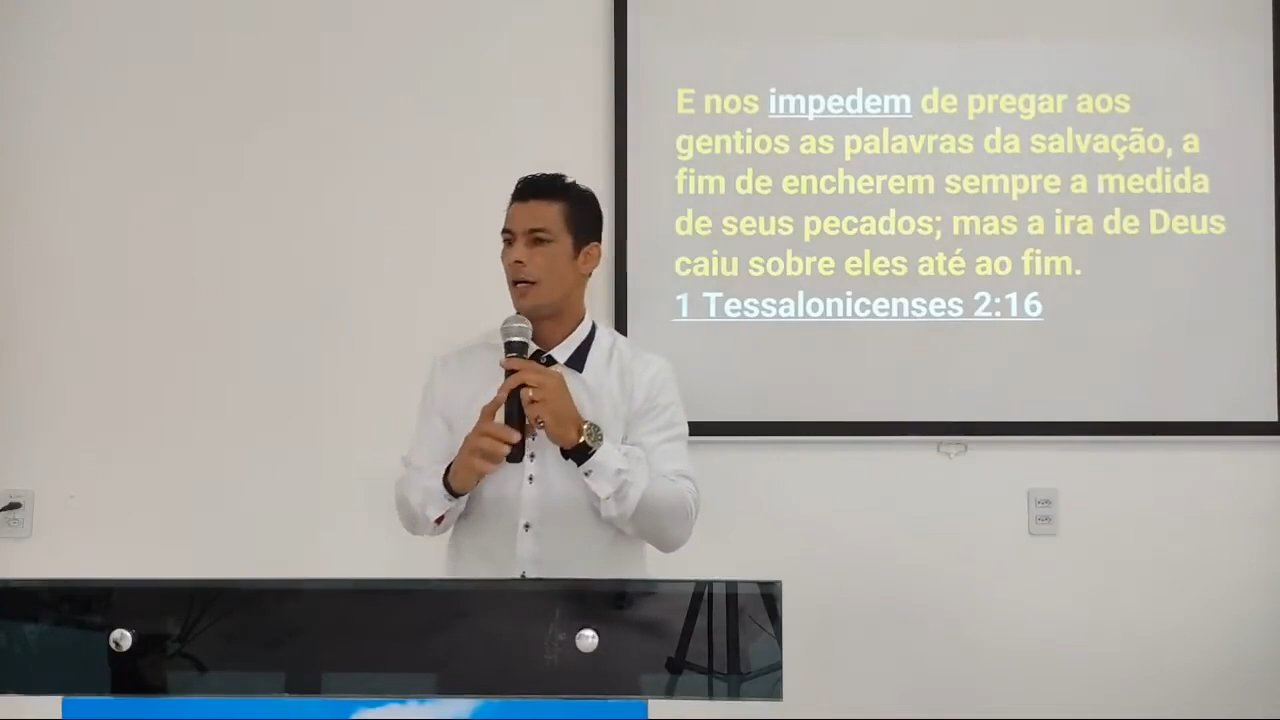 E nos impedem de pregar aos
gentios as palavras da salvação, a
fim de encherem sempre a medida
de seus pecados; mas a ira de Deus
caiu sobre eles até ao fim.
1 Tessalonicenses 2:16